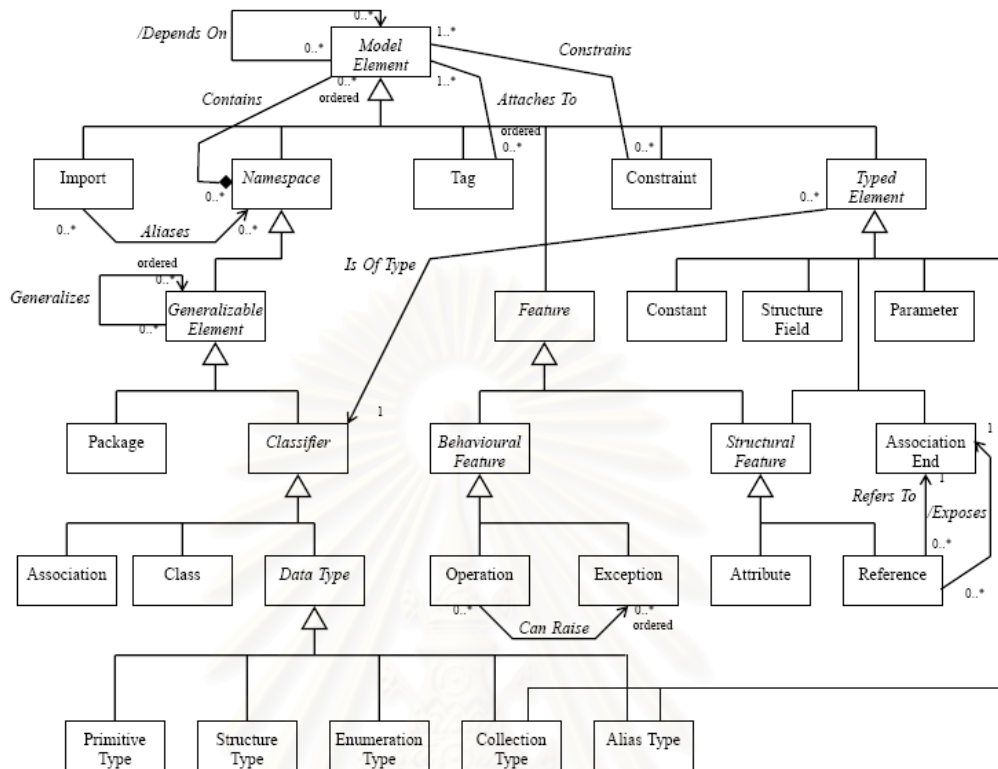 0..*
/Depends On
0..*
Model
Element
1..*
Constrains
0..*
ordered
1..*
Contains
Attaches To
ordered
0..*
0..*
Import
Namespace
Tag
Constraint
Typed
Element
0..*
0..*
0..*
Aliases
0..*
Is Of Type
ordered
0..*
Generalizes
0..*
Generalizable
Element
Feature
Constant
Structure
Field
Parameter
1
Package
Classifier
Behavioural
Feature
Structural
Feature
Association
End
1
1
Refers To
/Exposes
0..*
Association
Class
Data Type
Operation
Exception
Attribute
Reference
0..*
0..*
Can Raise
0..*
ordered
Primitive
Type
Structure
Type
Enumeration
Type
Collection
Type
Alias Type